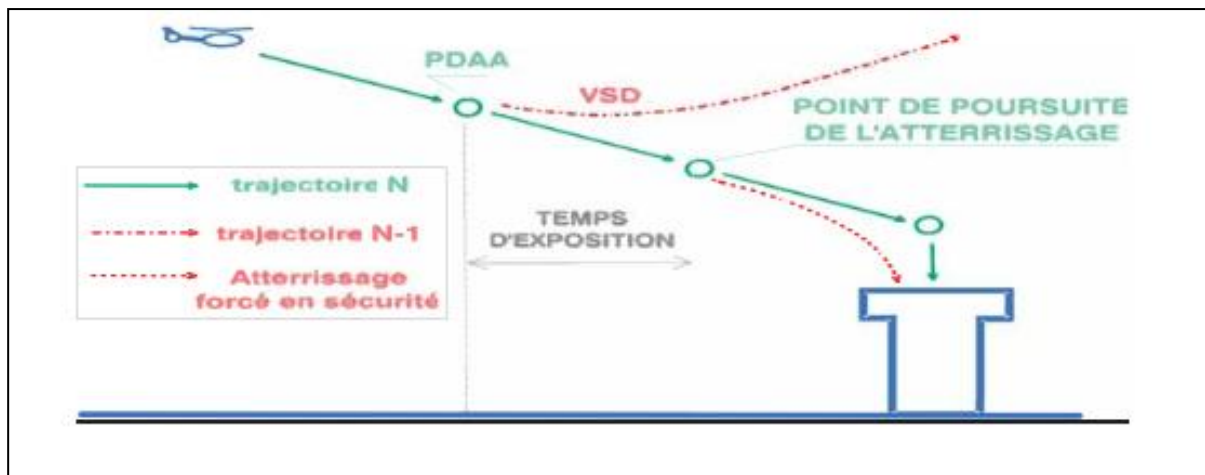 PDAA
VSD
POINT DE POURSUITE
DE L'ATTERRISSAGE
trajectoire N
trajectoire N-1
Atterrissage
forcé en sécurité
TEMPS
D'EXPOSITION